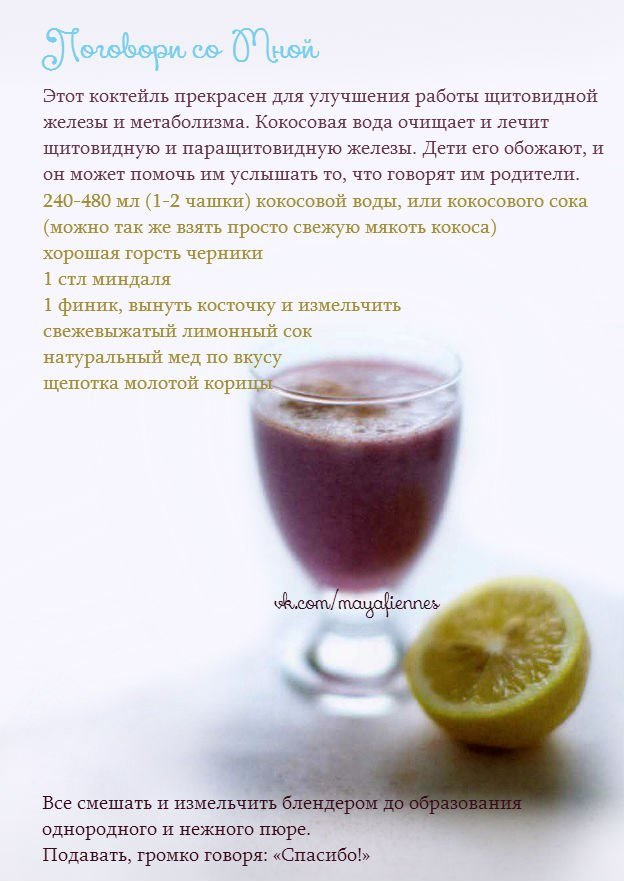 Поговори со Мной
Этот коктейль прекрасен для улучшения работы щитовидной
железы и метаболизма. Кокосовая вода очищает и лечит
щитовидную и паращитовидную железы. Дети его обожают, и
он может помочь им услышать то, что говорят им родители.
240-480 мл (1-2 чашки) кокосовой воды, или кокосового сока
(можно так же взять просто свежую мякоть кокоса)
хорошая горсть черники
1 стл миндаля
1 финик, вынуть косточку и измельчить
свежевыжатый лимонный сок
натуральный мед по вкусу
щепотка молотой корицы
vk.com/mayafiennes
Все смешать и измельчить блендером до образования
однородного и нежного пюре.
Подавать, громко говоря: «Спасибо!»